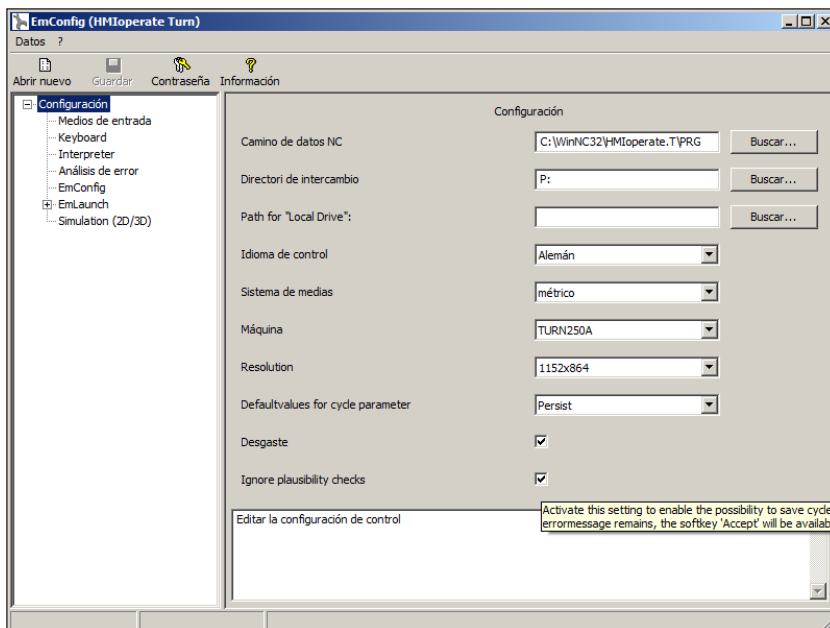 EmConfig (HMIoperate Turn)
Datos ?
Abrir nuevo Guardar Contraseña Información
Configuración
Medios de entrada
Keyboard
Interpreter
Análisis de error
EmConfig
EmLaunch
Simulation (2D/3D)
Configuración
Camino de datos NC C:\WinNC32\HMIoperate.T\PRG Buscar...
Directori de intercambio P: Buscar...
Path for "Local Drive": Buscar...
Idioma de control Alemán
Sistema de medias métrico
Máquina TURN250A
Resolution 1152x864
Defaultvalues for cycle parameter Persist
Desgaste
Ignore plausibility checks
Activate this setting to enable the possibility to save cycle
errormessage remains, the softkey 'Accept' will be availab
Editar la configuración de control